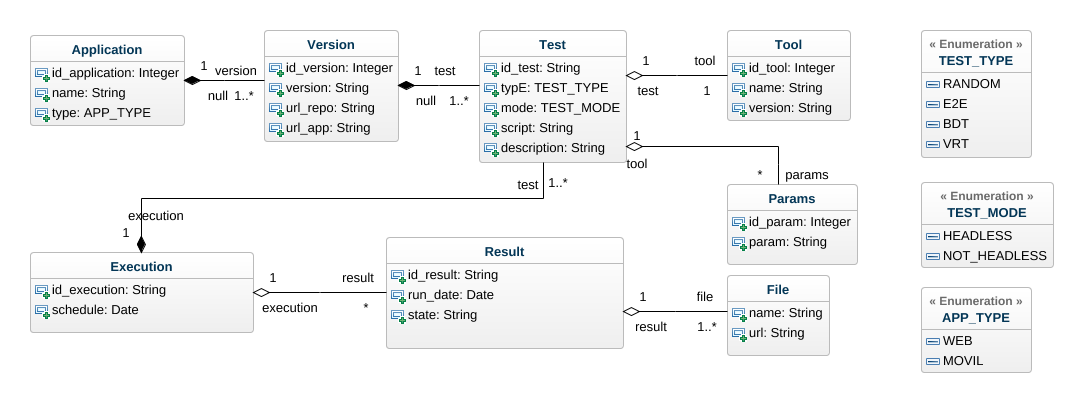 Application
id_application: Integer
name: String
type: APP_TYPE
1 version
null 1..*
Version
id_version: Integer
version: String
url_repo: String
url_app: String
1 test
null 1..*
Test
id_test: String
typE: TEST_TYPE
mode: TEST_MODE
script: String
description: String
1 tool
test 1
Tool
id_tool: Integer
name: String
version: String
1
tool
* params
Params
id_param: Integer
param: String
test 1..*
execution
1
Execution
id_execution: String
schedule: Date
1 result
execution *
Result
id_result: String
run_date: Date
state: String
1 file
result 1..*
File
name: String
url: String
« Enumeration »
TEST_TYPE
RANDOM
E2E
BDT
VRT
« Enumeration »
TEST_MODE
HEADLESS
NOT_HEADLESS
« Enumeration »
APP_TYPE
WEB
MOVIL